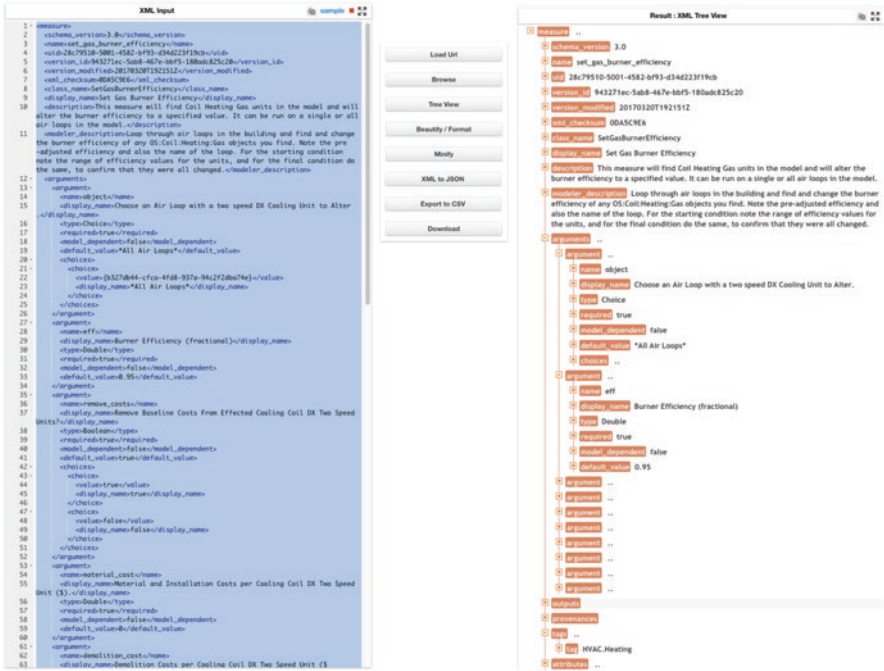 XML Input
sample
1 <measure>
2 <schema_version>3.0</schema_version>
3 <name>set_gas_burner_efficiency</name>
4 <uid>28c79510-5001-4582-bf93-d34d223f19cb</uid>
5 <version_id>943271ec-5ab8-467e-bbf5-180adc825c20</version_id>
6 <version_modified>20170320T192151Z</version_modified>
7 <xml_checksum>0DA5C9E6</xml_checksum>
8 <class_name>SetGasBurnerEfficiency</class_name>
9 <display_name>Set Gas Burner Efficiency</display_name>
10 <description>This measure will find Coil Heating Gas units in the model and will
alter the burner efficiency to a specified value. It can be run on a single or all
air loops in the model.</description>
11 <modeler_description>Loop through air loops in the building and find and change
the burner efficiency of any OS:Coil:Heating:Gas objects you find. Note the pre
-adjusted efficiency and also the name of the loop. For the starting condition
note the range of efficiency values for the units, and for the final condition do
the same, to confirm that they were all changed.</modeler_description>
12 <arguments>
13 <argument>
14 <name>object</name>
15 <display_name>Choose an Air Loop with a two speed DX Cooling Unit to Alter
.</display_name>
16 <type>Choice</type>
17 <required>true</required>
18 <model_dependent>false</model_dependent>
19 <default_value>*All Air Loops*</default_value>
20 <choices>
21 <choice>
22 <value>{b327db44-cfca-4fd8-937a-94c2f2dba74e}</value>
23 <display_name>*All Air Loops*</display_name>
24 </choice>
25 </choices>
26 </argument>
27 <argument>
28 <name>eff</name>
29 <display_name>Burner Efficiency (fractional)</display_name>
30 <type>Double</type>
31 <required>true</required>
32 <model_dependent>false</model_dependent>
33 <default_value>0.95</default_value>
34 </argument>
35 <argument>
36 <name>remove_costs</name>
37 <display_name>Remove Baseline Costs From Effected Cooling Coil DX Two Speed
Units?</display_name>
38 <type>Boolean</type>
39 <required>true</required>
40 <model_dependent>false</model_dependent>
41 <default_value>true</default_value>
42 <choices>
43 <choice>
44 <value>true</value>
45 <display_name>true</display_name>
46 </choice>
47 <choice>
48 <value>false</value>
49 <display_name>false</display_name>
50 </choice>
51 </choices>
52 </argument>
53 <argument>
54 <name>material_cost</name>
55 <display_name>Material and Installation Costs per Cooling Coil DX Two Speed
Unit ($).</display_name>
56 <type>Double</type>
57 <required>true</required>
58 <model_dependent>false</model_dependent>
59 <default_value>0</default_value>
60 </argument>
61 <argument>
62 <name>demolition_cost</name>
63 <display_name>Demolition Costs per Cooling Coil DX Two Speed Unit ($
Load Url
Browse
Tree View
Beautify / Format
Minify
XML to JSON
Export to CSV
Download
Result : XML Tree View
measure ..
schema_version 3.0
name set_gas_burner_efficiency
uid 28c79510-5001-4582-bf93-d34d223f19cb
version_id 943271ec-5ab8-467e-bbf5-180adc825c20
version_modified 20170320T192151Z
xml_checksum 0DA5C9E6
class_name SetGasBurnerEfficiency
display_name Set Gas Burner Efficiency
description This measure will find Coil Heating Gas units in the model and will alter the
burner efficiency to a specified value. It can be run on a single or all air loops in the model.
modeler_description Loop through air loops in the building and find and change the burner
efficiency of any OS:Coil:Heating:Gas objects you find. Note the pre-adjusted efficiency and
also the name of the loop. For the starting condition note the range of efficiency values for
the units, and for the final condition do the same, to confirm that they were all changed.
arguments ..
argument ..
name object
display_name Choose an Air Loop with a two speed DX Cooling Unit to Alter.
type Choice
required true
model_dependent false
default_value *All Air Loops*
choices ..
argument ..
name eff
display_name Burner Efficiency (fractional)
type Double
required true
model_dependent false
default_value 0.95
argument ..
argument ..
argument ..
argument ..
argument ..
argument ..
argument ..
argument ..
outputs
provenances
tags ..
tag HVAC.Heating
attributes ..